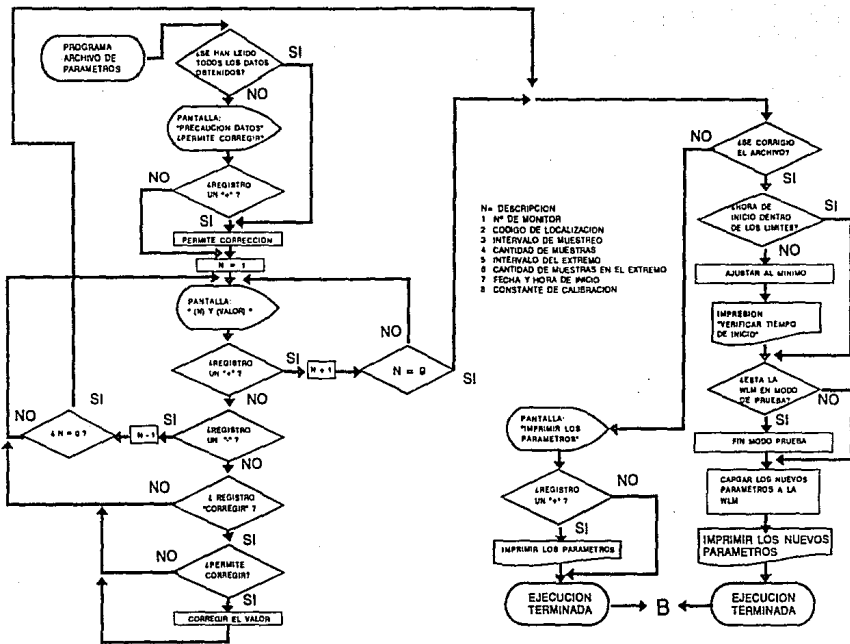 PROGRAMA
ARCHIVO DE
PARAMETROS
¿SE HAN LEIDO
TODOS LOS DATOS
OBTENIDOS?
SI
NO
PANTALLA:
"PRECAUCION DATOS"
¿PERMITE CORREGIR"
¿REGISTRO
UN "+" ?
NO
SI
PERMITE CORRECCION
N = 1
PANTALLA:
" (N) Y (VALOR) "
¿REGISTRO
UN "+" ?
SI
N + 1
N = 9
NO
SI
NO
¿REGISTRO
UN "-" ?
SI
N - 1
¿ N = 0 ?
NO
SI
NO
¿ REGISTRO
"CORREGIR" ?
NO
SI
¿PERMITE
CORREGIR?
NO
SI
CORREGIR EL VALOR
N= DESCRIPCION
1 Nº DE MONITOR
2 CODIGO DE LOCALIZACION
3 INTERVALO DE MUESTREO
4 CANTIDAD DE MUESTRAS
5 INTERVALO DEL EXTREMO
6 CANTIDAD DE MUESTRAS EN EL EXTREMO
7 FECHA Y HORA DE INICIO
8 CONSTANTE DE CALIBRACION
¿SE CORRIGIO
EL ARCHIVO?
NO
SI
¿HORA DE
INICIO DENTRO
DE LOS LIMITES?
SI
NO
AJUSTAR AL MINIMO
IMPRESION
"VERIFICAR TIEMPO
DE INICIO"
¿ESTA LA
WLM EN MODO
DE PRUEBA?
NO
SI
FIN MODO PRUEBA
CARGAR LOS NUEVOS
PARAMETROS A LA
WLM
IMPRIMIR LOS NUEVOS
PARAMETROS
EJECUCION
TERMINADA
PANTALLA:
"IMPRIMIR LOS
PARAMETROS"
¿REGISTRO
UN "+" ?
NO
SI
IMPRIMIR LOS PARAMETROS
EJECUCION
TERMINADA
B